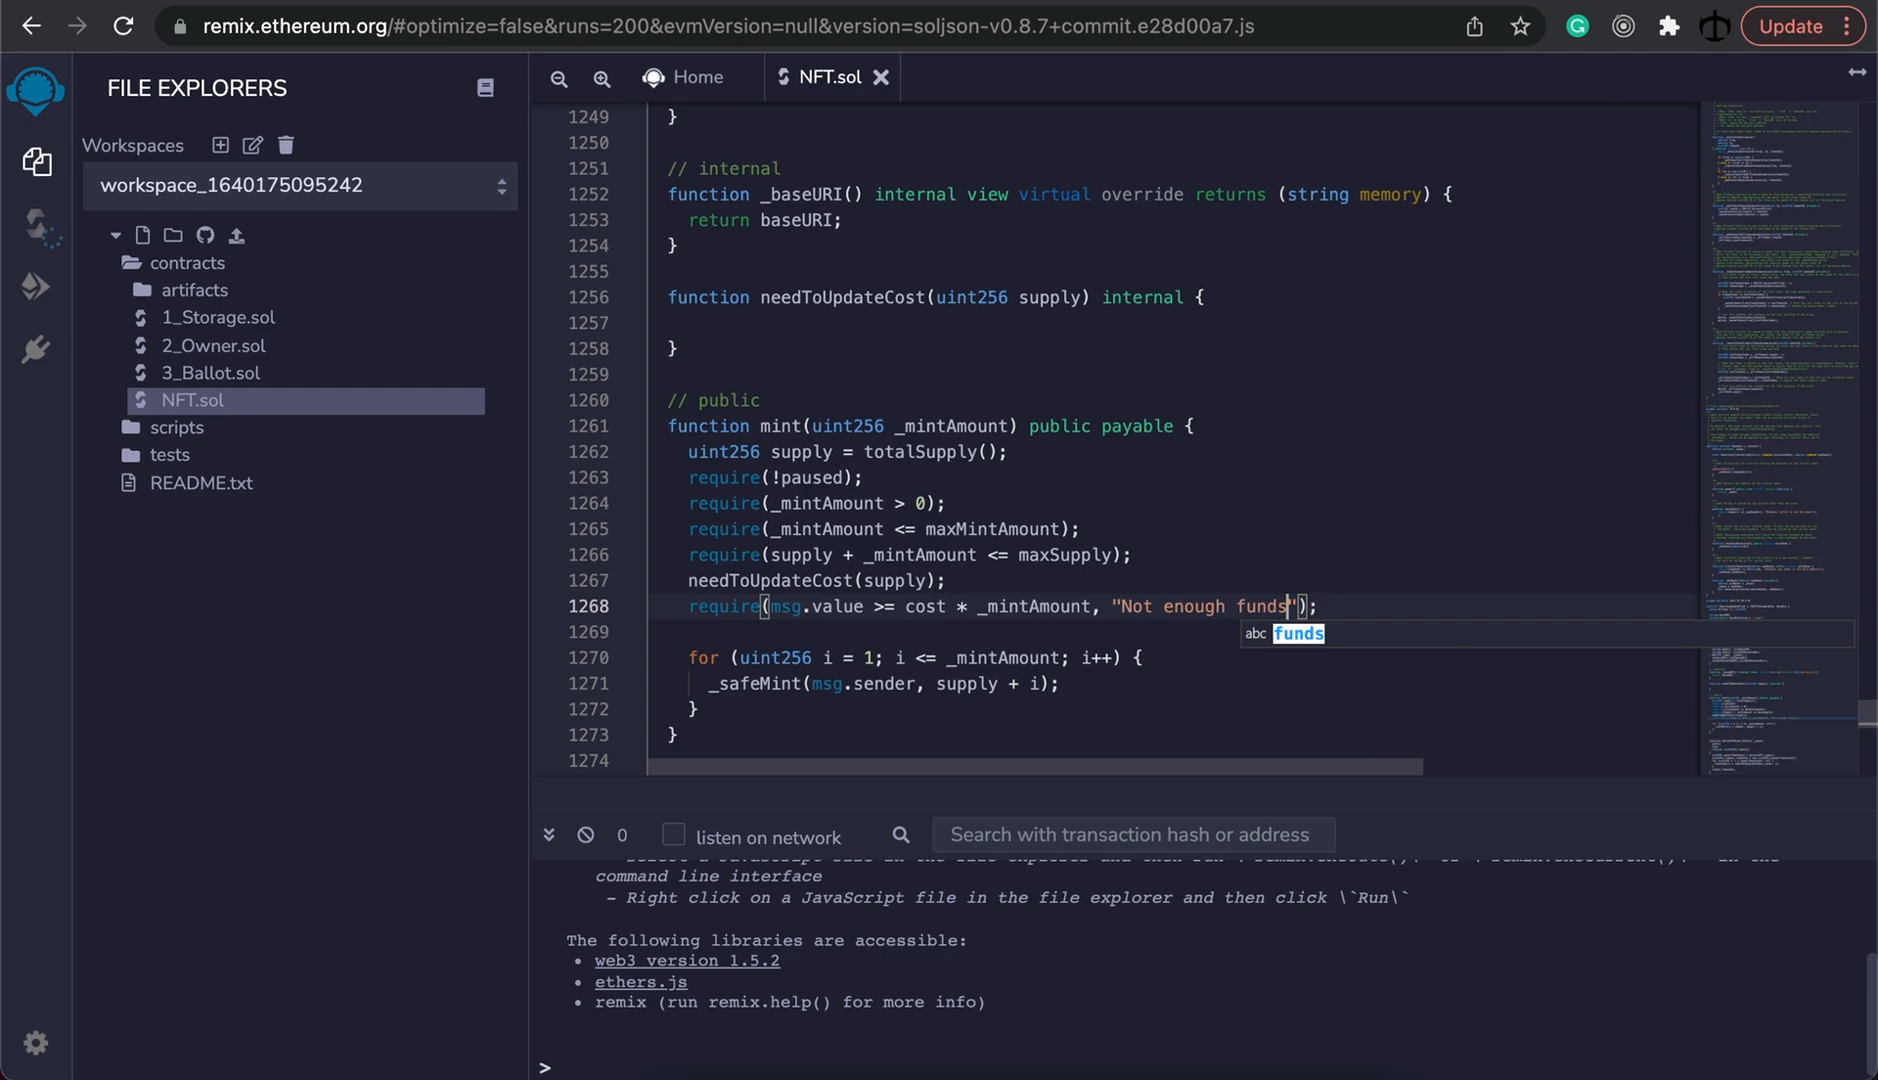 remix.ethereum.org/#optimize=false&runs=200&evmVersion=null&version=soljson-v0.8.7+commit.e28d00a7.js
Update
FILE EXPLORERS
Workspaces
workspace_1640175095242
contracts
artifacts
1_Storage.sol
2_Owner.sol
3_Ballot.sol
NFT.sol
scripts
tests
README.txt
Home
NFT.sol
1249 }
1250
1251 // internal
1252 function _baseURI() internal view virtual override returns (string memory) {
1253 return baseURI;
1254 }
1255
1256 function needToUpdateCost(uint256 supply) internal {
1257
1258 }
1259
1260 // public
1261 function mint(uint256 _mintAmount) public payable {
1262 uint256 supply = totalSupply();
1263 require(!paused);
1264 require(_mintAmount > 0);
1265 require(_mintAmount <= maxMintAmount);
1266 require(supply + _mintAmount <= maxSupply);
1267 needToUpdateCost(supply);
1268 require(msg.value >= cost * _mintAmount, "Not enough funds");
abc funds
1269
1270 for (uint256 i = 1; i <= _mintAmount; i++) {
1271 _safeMint(msg.sender, supply + i);
1272 }
1273 }
1274
0
listen on network
Search with transaction hash or address
command line interface
- Right click on a JavaScript file in the file explorer and then click \`Run\`
The following libraries are accessible:
• web3 version 1.5.2
• ethers.js
• remix (run remix.help() for more info)
>